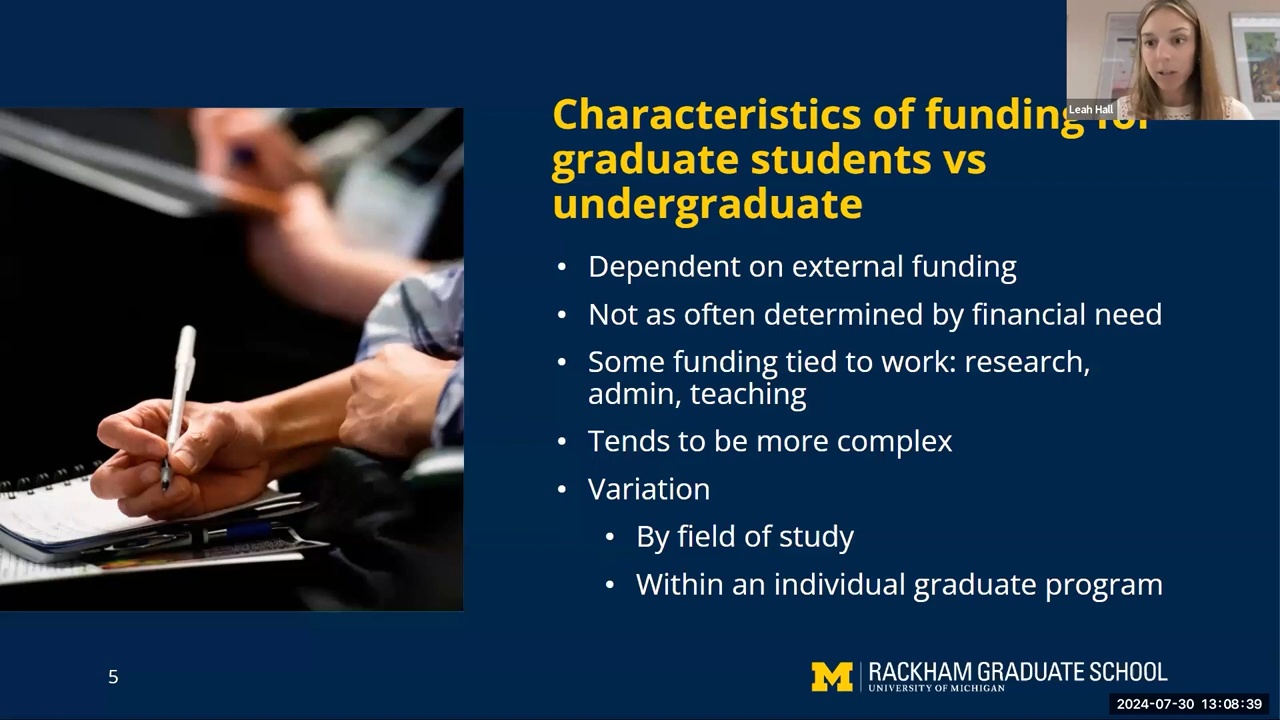 Leah Hall
Characteristics of funding for
graduate students vs
undergraduate
• Dependent on external funding
• Not as often determined by financial need
• Some funding tied to work: research,
admin, teaching
• Tends to be more complex
• Variation
• By field of study
• Within an individual graduate program
5
M RACKHAM GRADUATE SCHOOL
UNIVERSITY OF MICHIGAN
2024-07-30 13:08:39